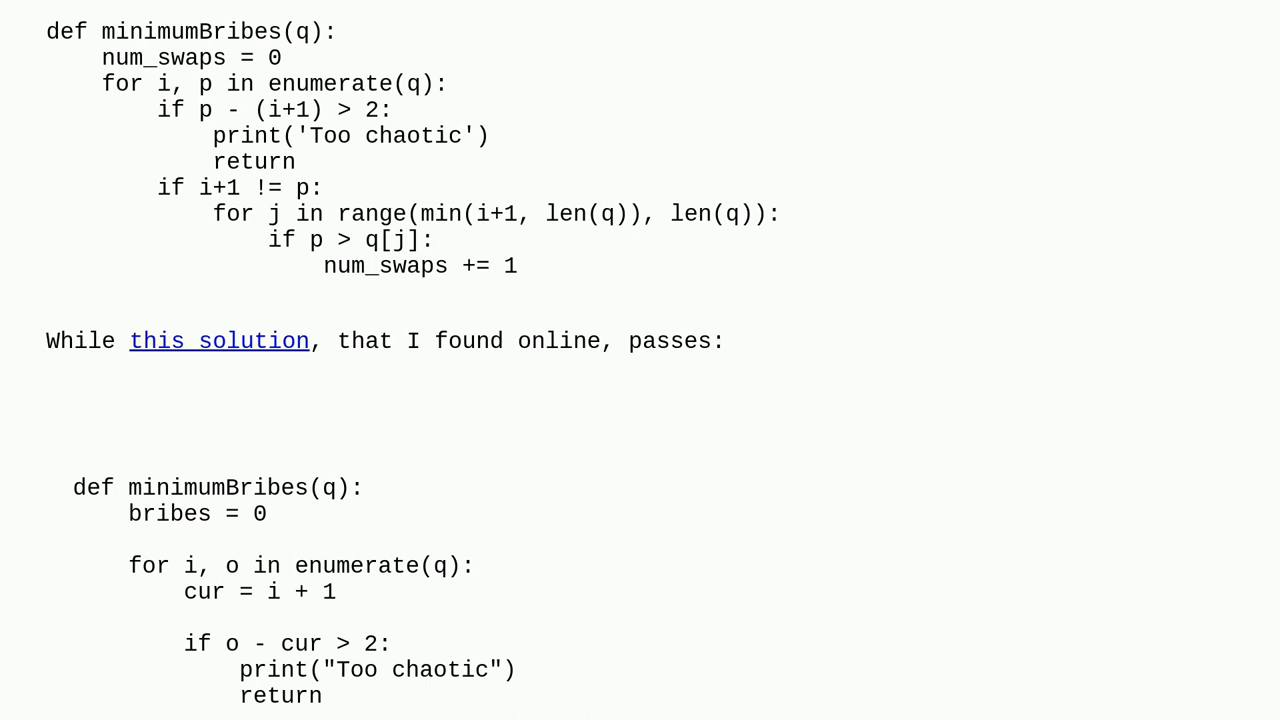 def minimumBribes(q):
    num_swaps = 0
    for i, p in enumerate(q):
        if p - (i+1) > 2:
            print('Too chaotic')
            return
        if i+1 != p:
            for j in range(min(i+1, len(q)), len(q)):
                if p > q[j]:
                    num_swaps += 1
While this solution, that I found online, passes:
def minimumBribes(q):
    bribes = 0
    for i, o in enumerate(q):
        cur = i + 1
        if o - cur > 2:
            print("Too chaotic")
            return